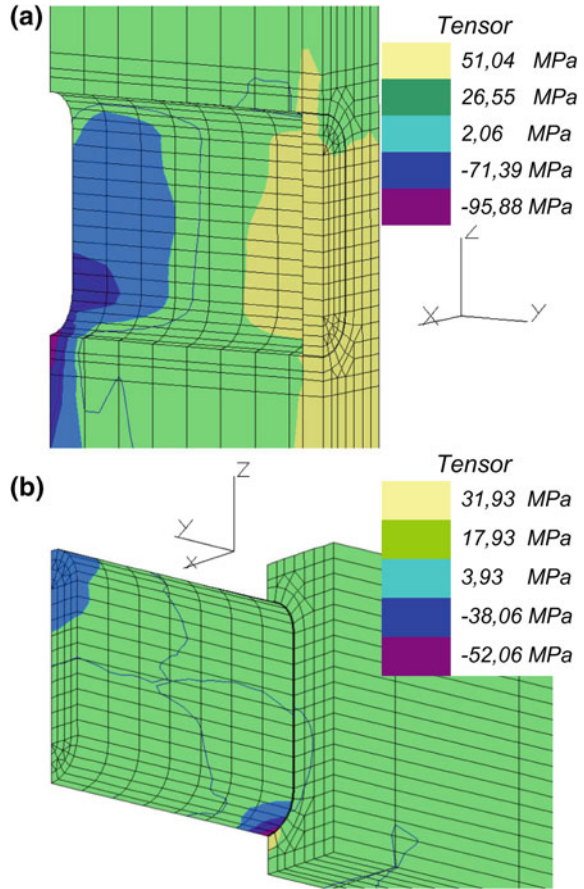 (a)
Tensor
51,04 MPa
26,55 MPa
2,06 MPa
-71,39 MPa
-95,88 MPa
Z
X
y
(b)
Tensor
31,93 MPa
17,93 MPa
3,93 MPa
-38,06 MPa
-52,06 MPa
Z
y
x